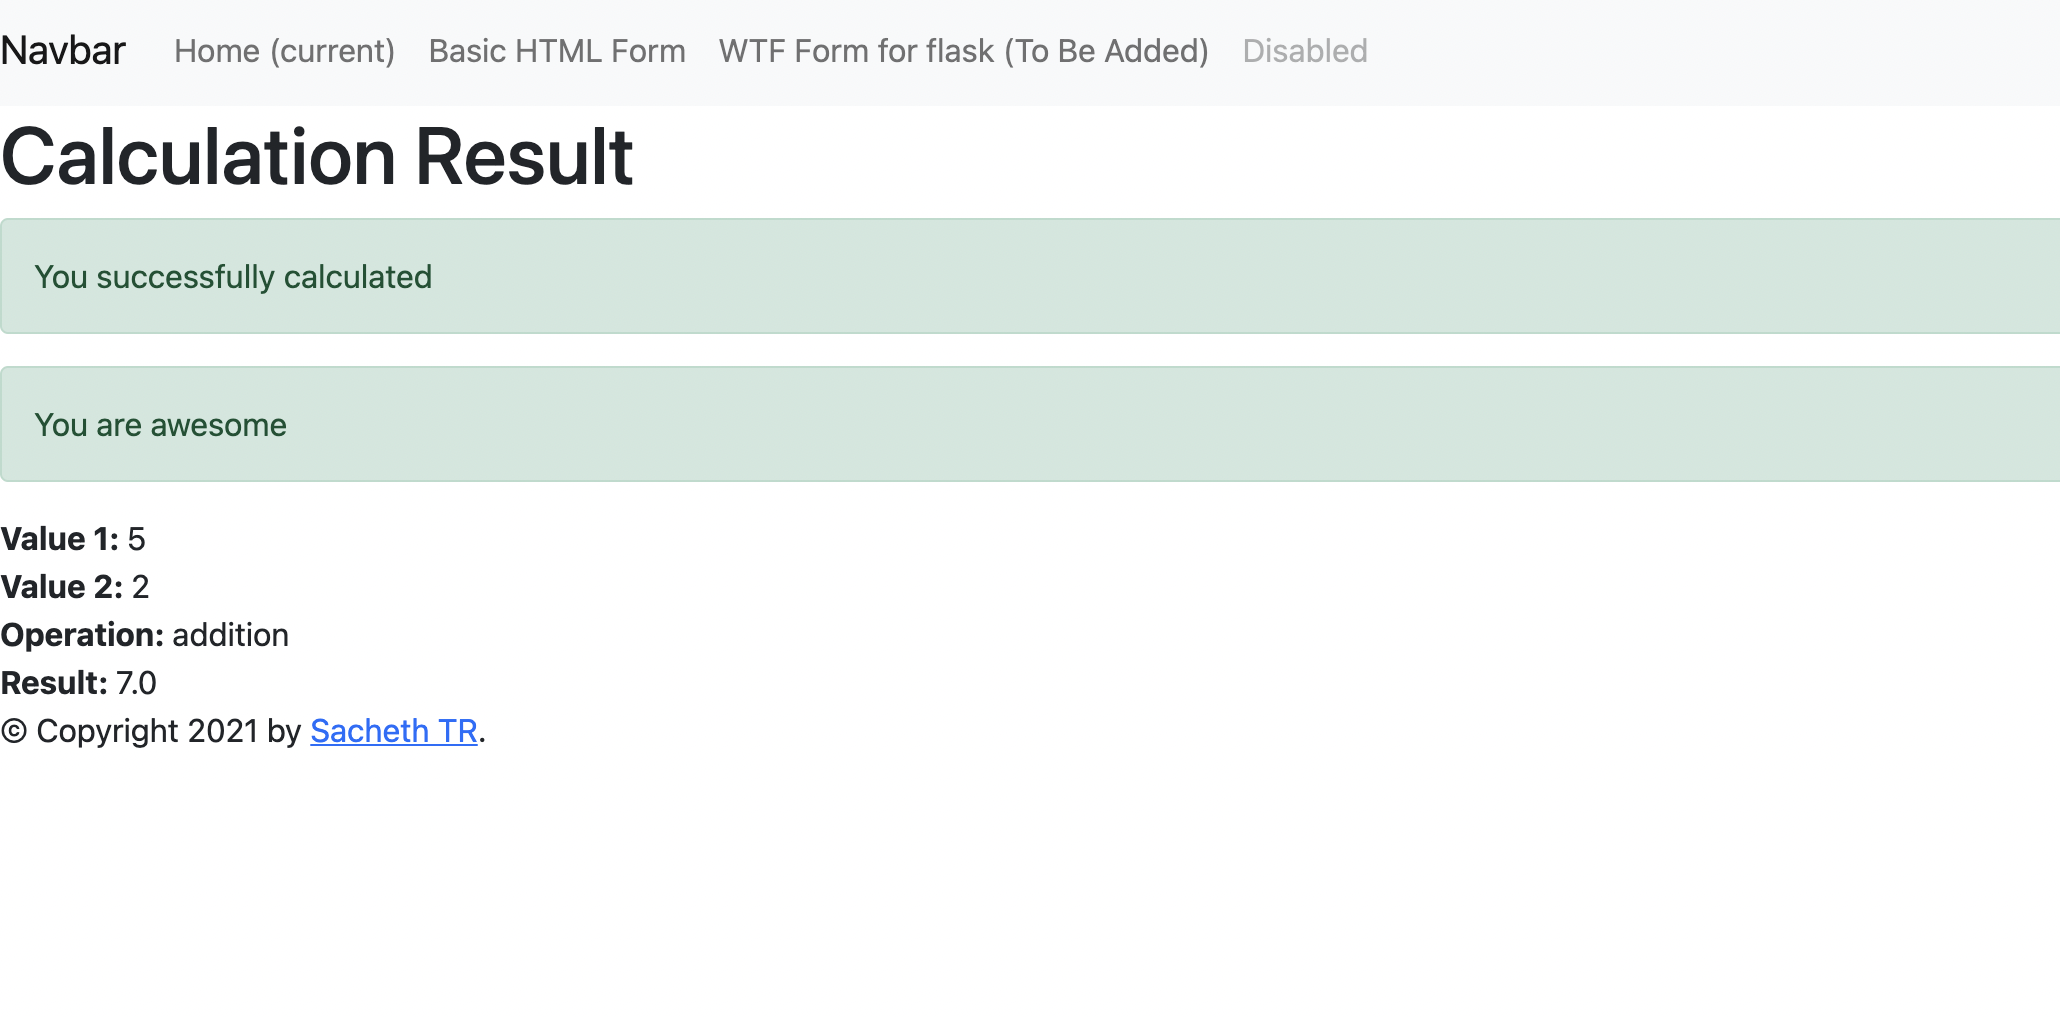 Navbar Home (current) Basic HTML Form WTF Form for flask (To Be Added) Disabled
Calculation Result
You successfully calculated
You are awesome
Value 1: 5
Value 2: 2
Operation: addition
Result: 7.0
© Copyright 2021 by Sacheth TR.